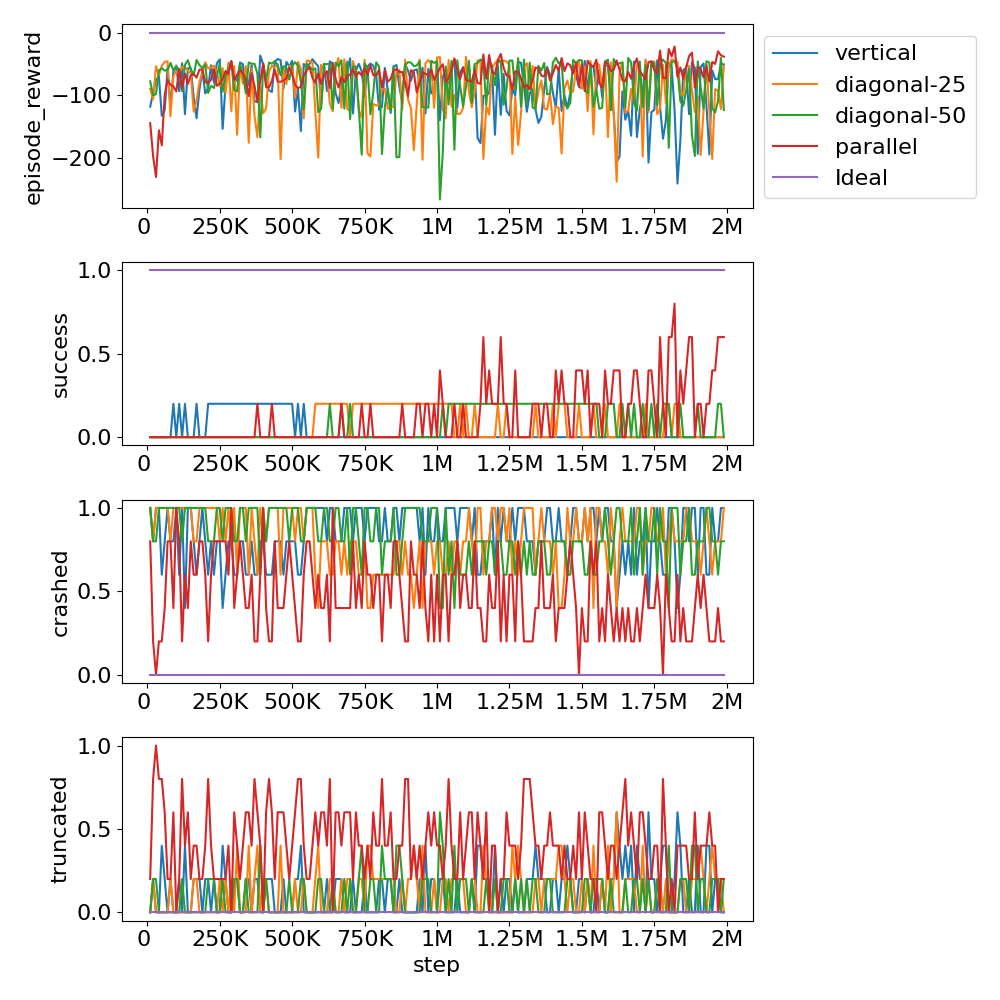 episode_reward
0
−100
−200
0 250K 500K 750K 1M 1.25M 1.5M 1.75M 2M
vertical
diagonal-25
diagonal-50
parallel
Ideal
success
1.0
0.5
0.0
0 250K 500K 750K 1M 1.25M 1.5M 1.75M 2M
crashed
1.0
0.5
0.0
0 250K 500K 750K 1M 1.25M 1.5M 1.75M 2M
truncated
1.0
0.5
0.0
0 250K 500K 750K 1M 1.25M 1.5M 1.75M 2M
step